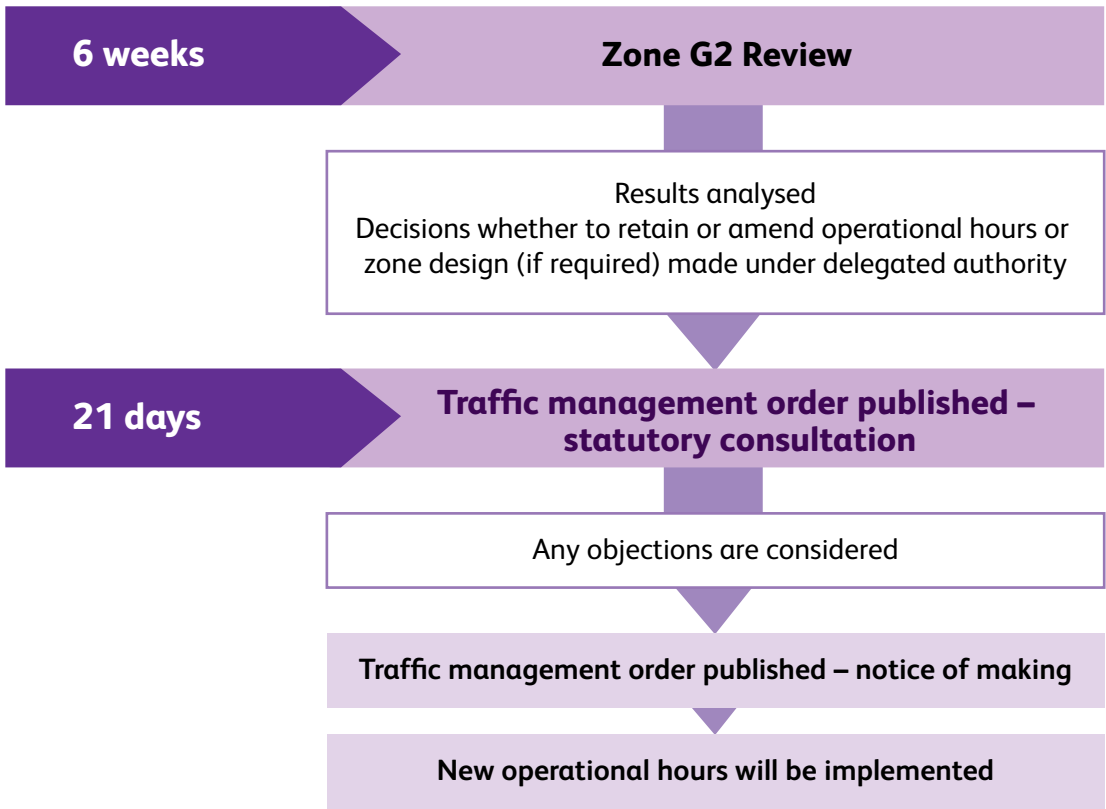 6 weeks
Zone G2 Review
Results analysed
Decisions whether to retain or amend operational hours or
zone design (if required) made under delegated authority
21 days
Traffic management order published –
statutory consultation
Any objections are considered
Traffic management order published – notice of making
New operational hours will be implemented